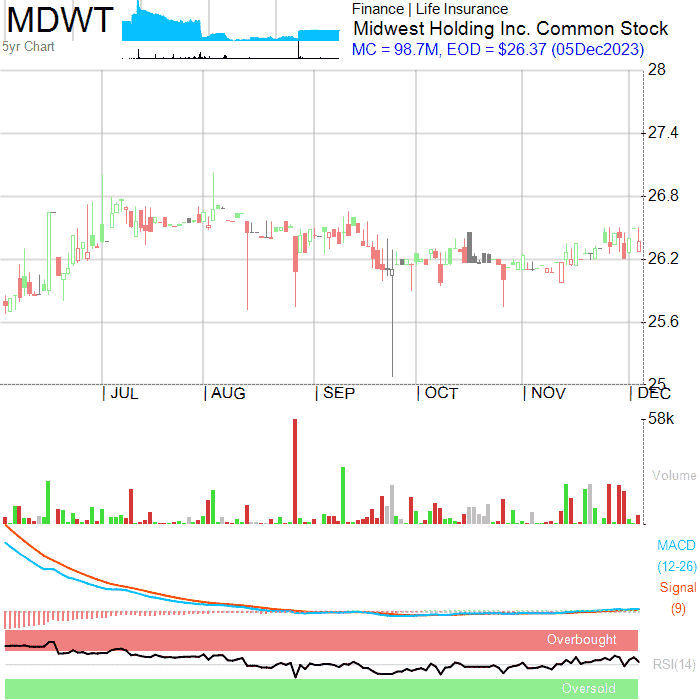 MDWT
5yr Chart
Finance | Life Insurance
Midwest Holding Inc. Common Stock
MC = 98.7M, EOD = $26.37 (05Dec2023)
28
27.4
26.8
26.2
25.6
25
| JUL | AUG | SEP | OCT | NOV | DEC
58k
Volume
MACD
(12-26)
Signal
(9)
Overbought
RSI(14)
Oversold